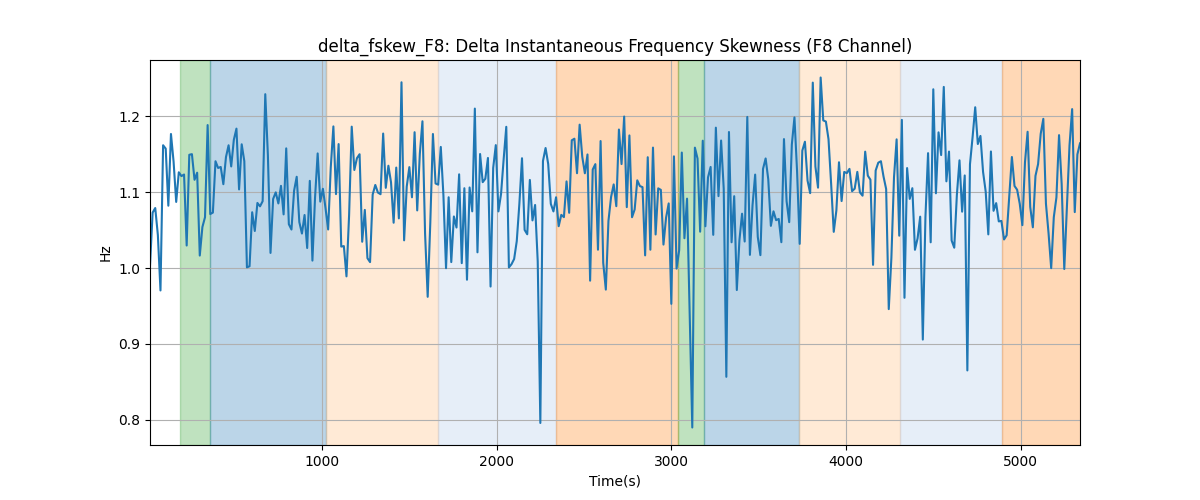 delta_fskew_F8: Delta Instantaneous Frequency Skewness (F8 Channel)
1.2
1.1
1.0
0.9
0.8
Hz
1000 2000 3000 4000 5000
Time(s)